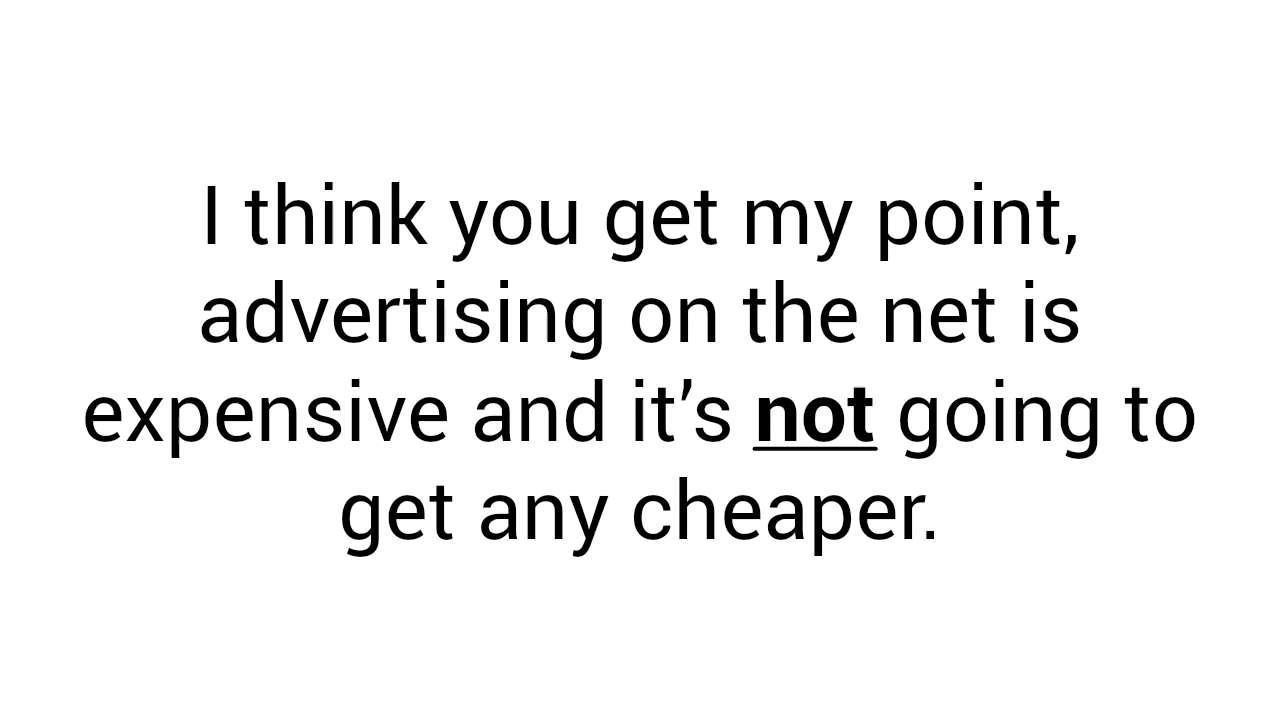 I think you get my point,
advertising on the net is
expensive and it’s not going to
get any cheaper.